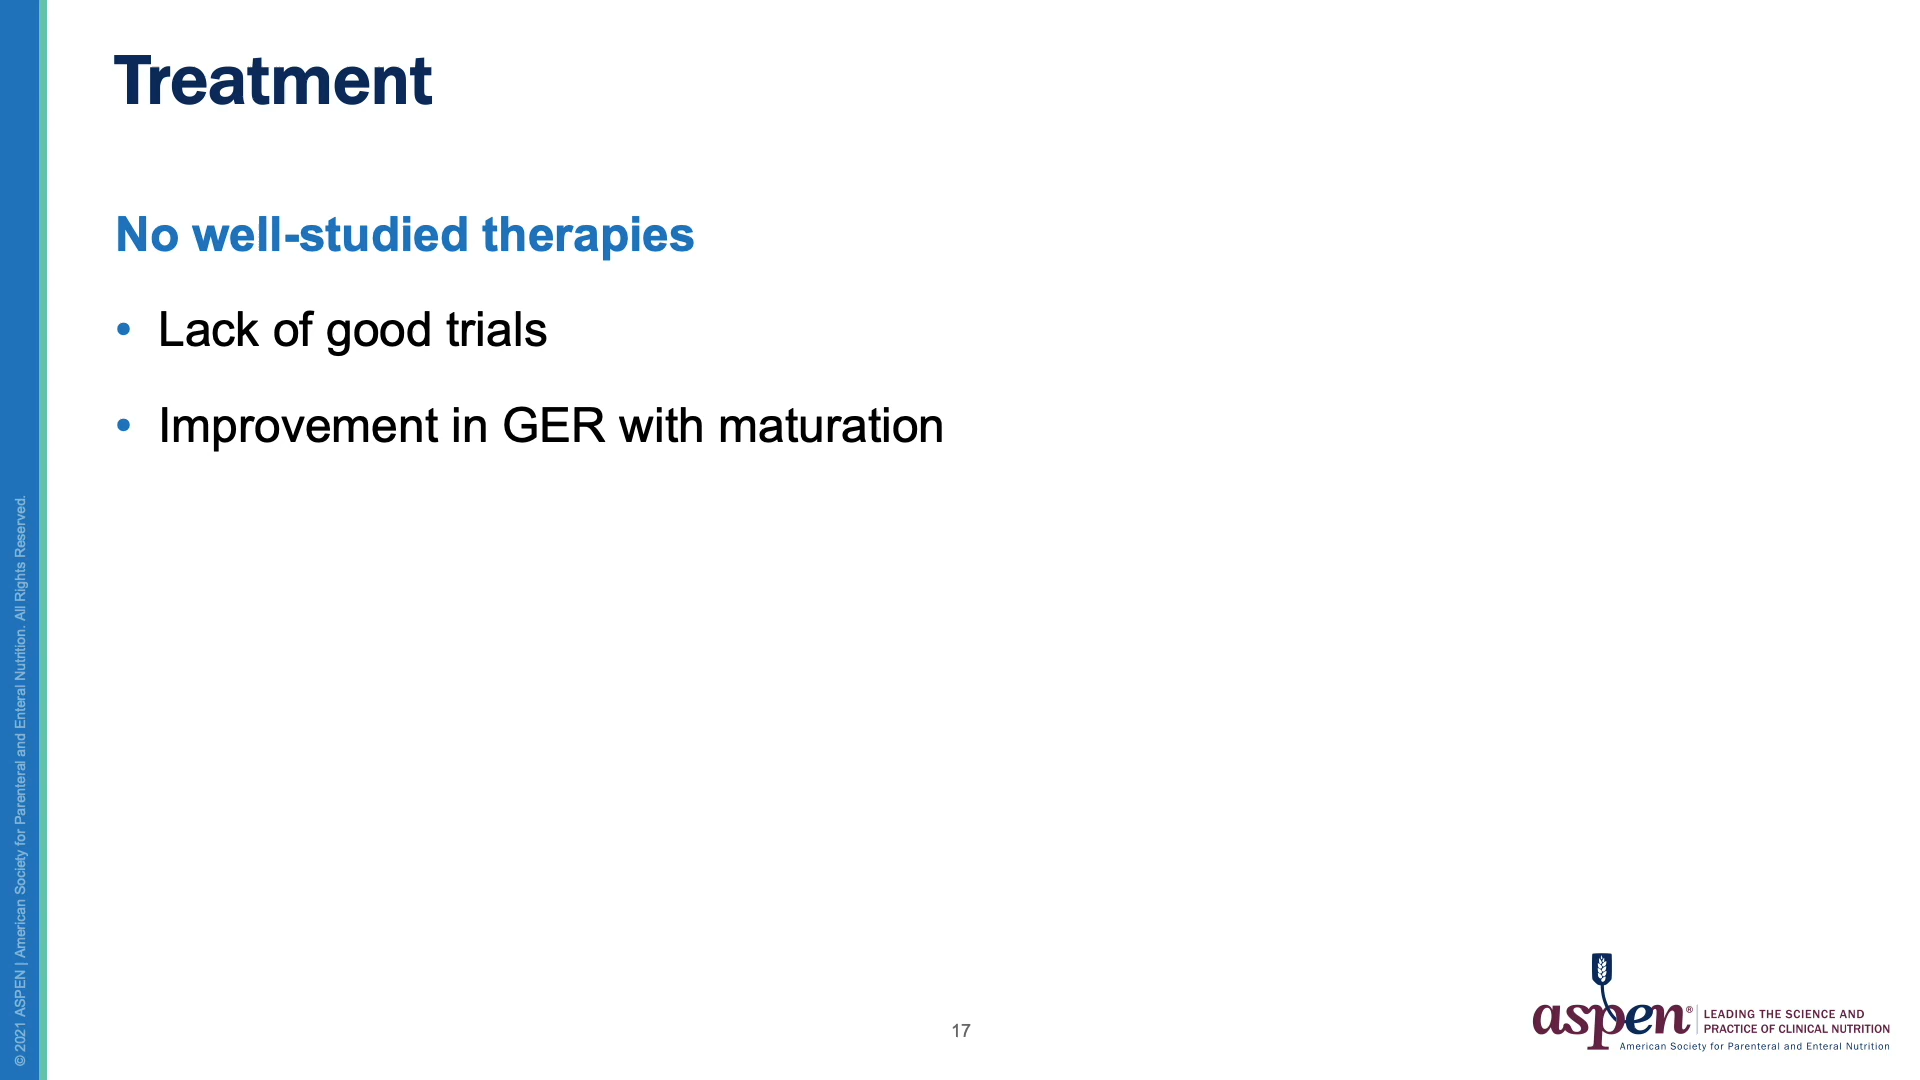 Treatment
No well-studied therapies
• Lack of good trials
• Improvement in GER with maturation
© 2021 ASPEN | American Society for Parenteral and Enteral Nutrition. All Rights Reserved.
17
aspen®
LEADING THE SCIENCE AND
PRACTICE OF CLINICAL NUTRITION
American Society for Parenteral and Enteral Nutrition